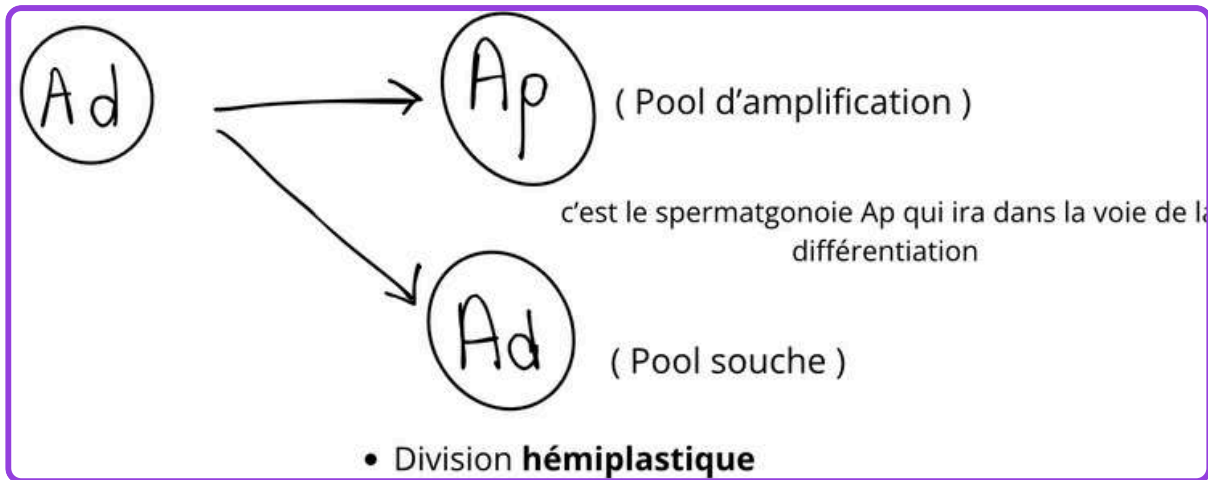 Ad
Ap
( Pool d’amplification )
c’est le spermatgonoie Ap qui ira dans la voie de la
différentiation
Ad
( Pool souche )
• Division hémiplastique